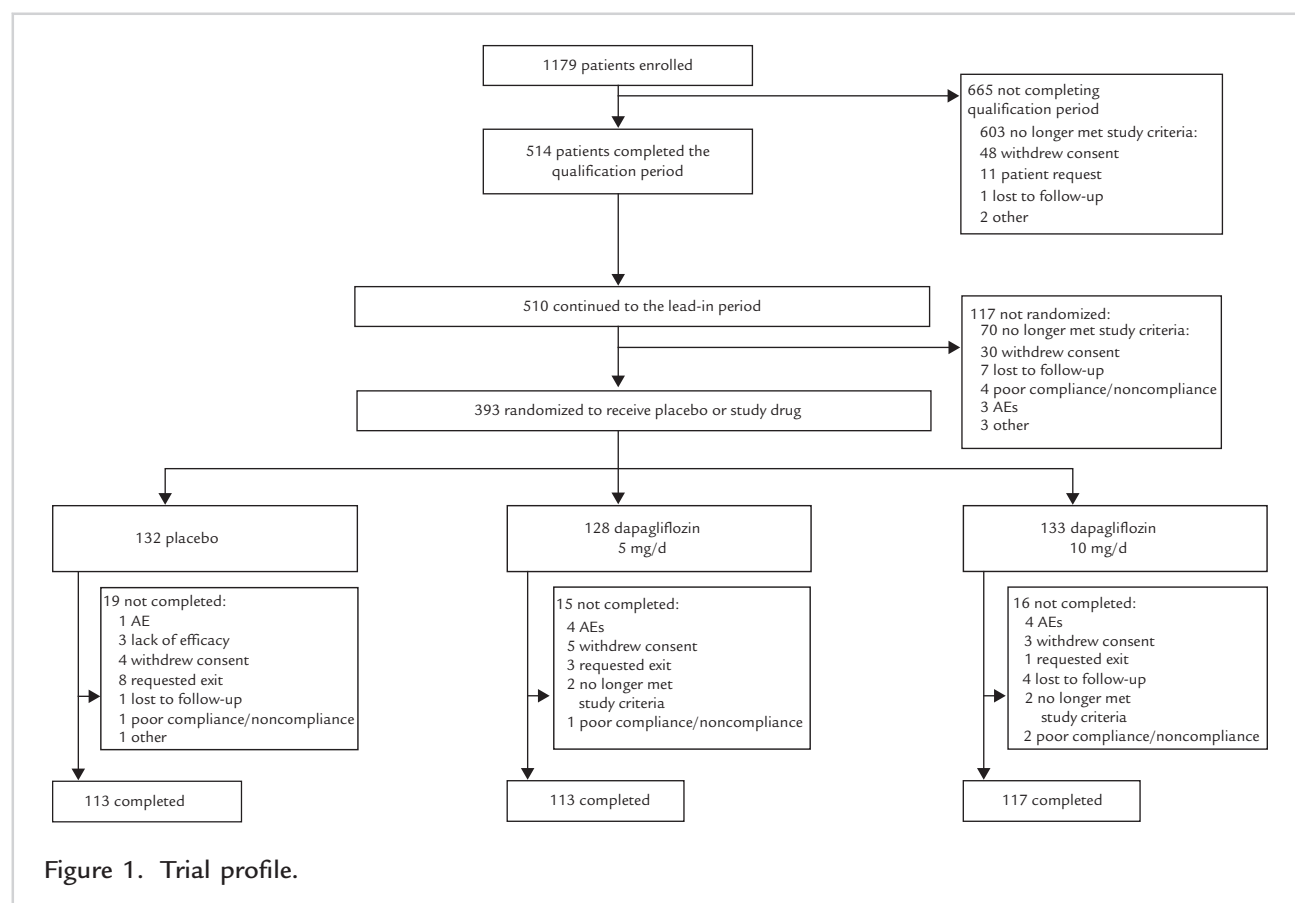 1179 patients enrolled
665 not completing
qualification period
603 no longer met study criteria:
48 withdrew consent
11 patient request
1 lost to follow-up
2 other
514 patients completed the
qualification period
510 continued to the lead-in period
117 not randomized:
70 no longer met study criteria:
30 withdrew consent
7 lost to follow-up
4 poor compliance/noncompliance
3 AEs
3 other
393 randomized to receive placebo or study drug
132 placebo
128 dapagliflozin
5 mg/d
133 dapagliflozin
10 mg/d
19 not completed:
1 AE
3 lack of efficacy
4 withdrew consent
8 requested exit
1 lost to follow-up
1 poor compliance/noncompliance
1 other
15 not completed:
4 AEs
5 withdrew consent
3 requested exit
2 no longer met
study criteria
1 poor compliance/noncompliance
16 not completed:
4 AEs
3 withdrew consent
1 requested exit
4 lost to follow-up
2 no longer met
study criteria
2 poor compliance/noncompliance
113 completed
113 completed
117 completed
Figure 1. Trial profile.